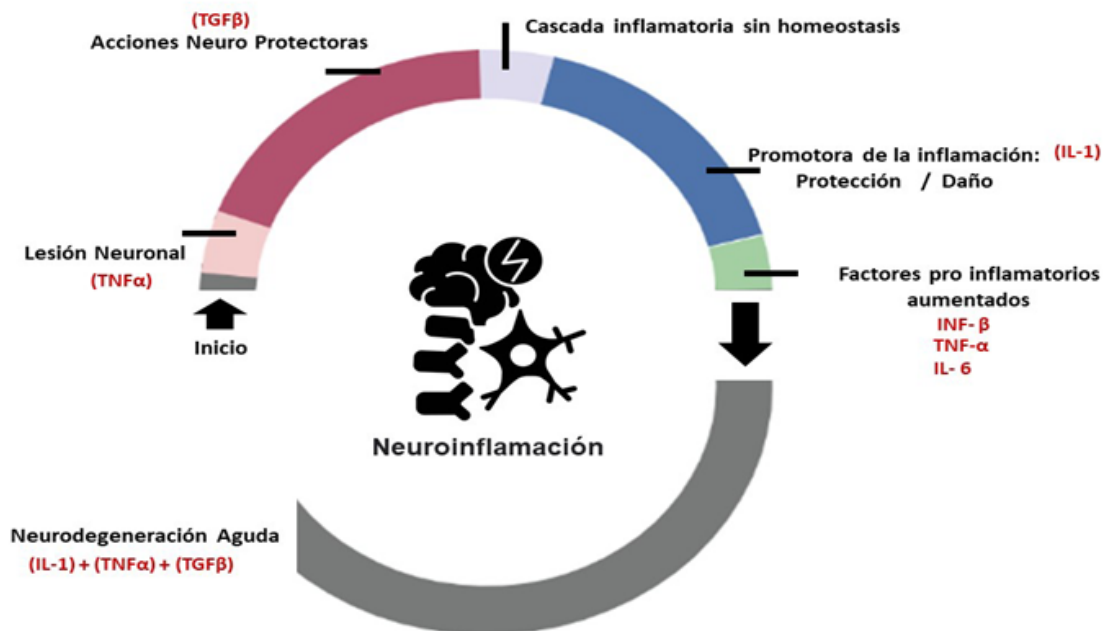 (TGFβ)
Acciones Neuro Protectoras
Cascada inflamatoria sin homeostasis
Promotora de la inflamación: (IL-1)
Protección / Daño
Lesión Neuronal
(TNFα)
Inicio
Factores pro inflamatorios
aumentados
INF- β
TNF-α
IL- 6
Neuroinflamación
Neurodegeneración Aguda
(IL-1) + (TNFα) + (TGFβ)